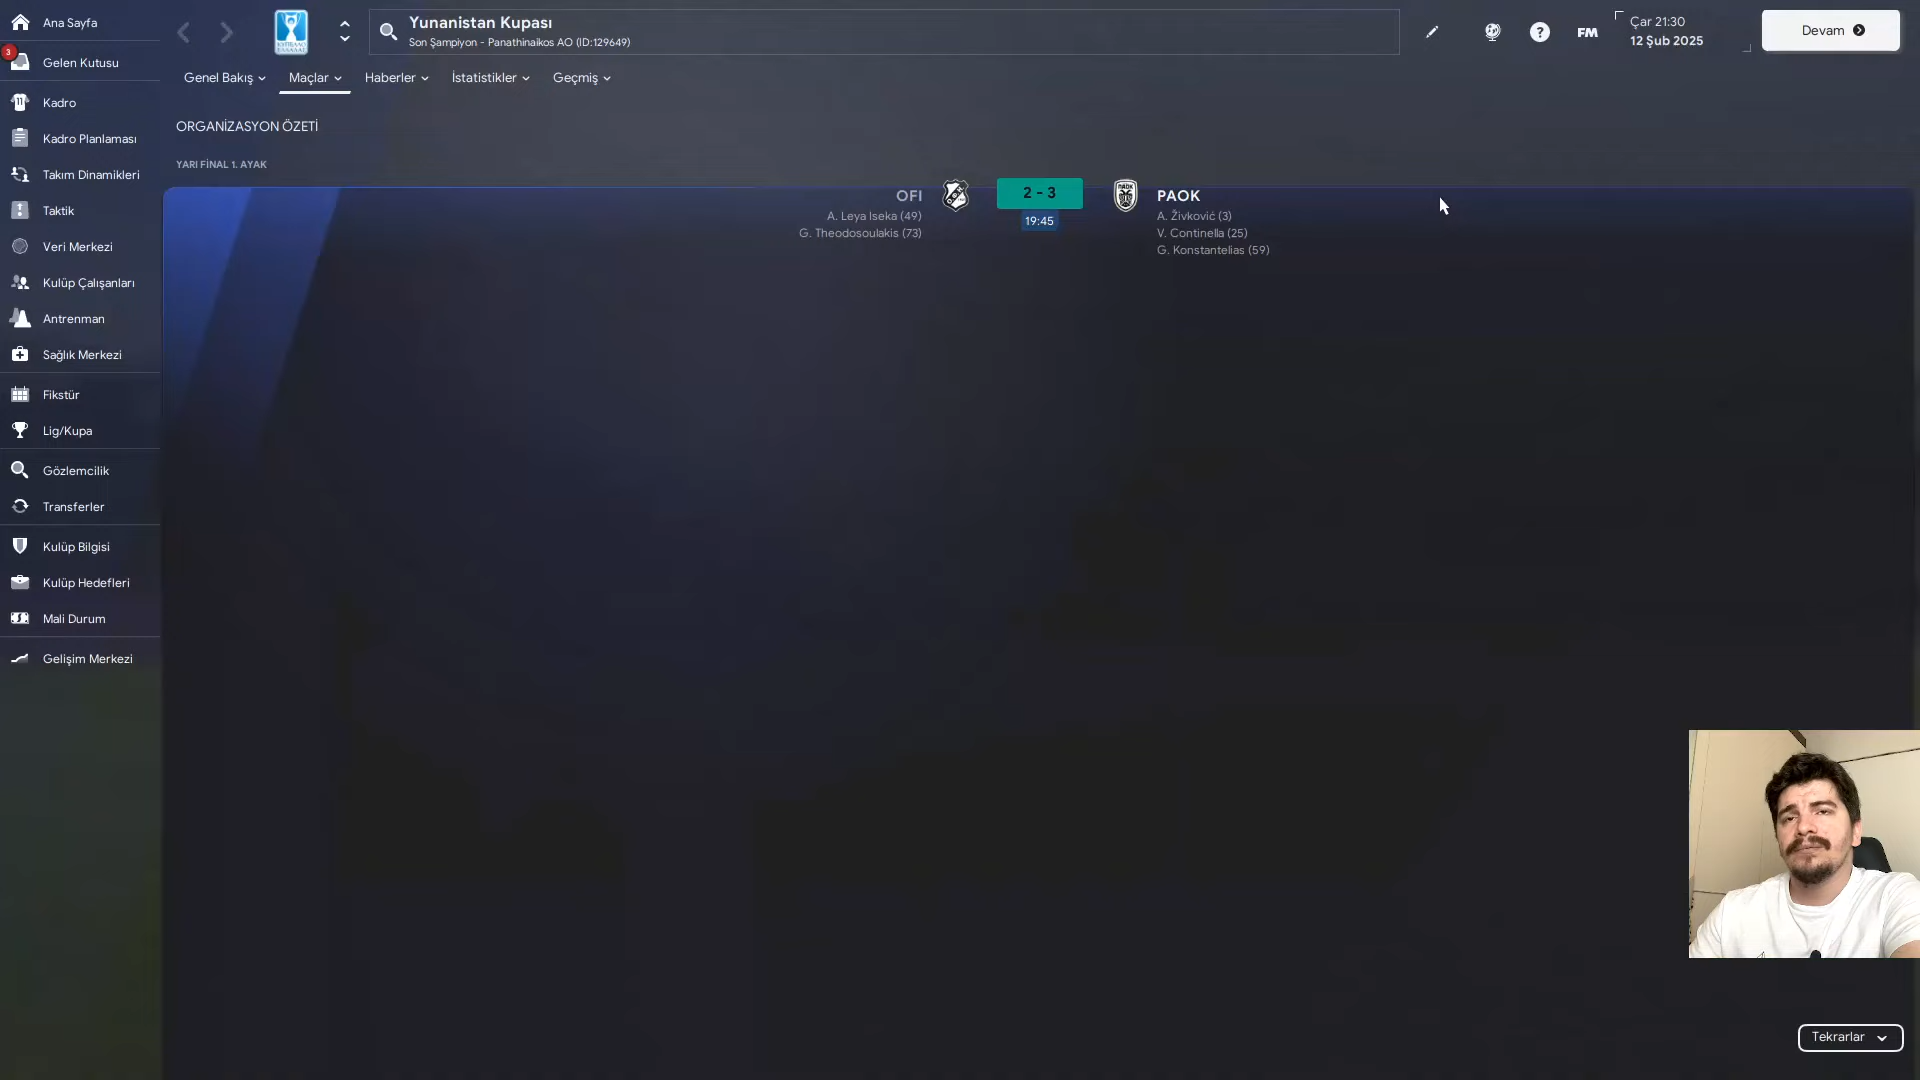 Ana Sayfa
3
Gelen Kutusu
Kadro
Kadro Planlaması
Takım Dinamikleri
Taktik
Veri Merkezi
Kulüp Çalışanları
Antrenman
Sağlık Merkezi
Fikstür
Lig/Kupa
Gözlemcilik
Transferler
Kulüp Bilgisi
Kulüp Hedefleri
Mali Durum
Gelişim Merkezi
Yunanistan Kupası
Son Şampiyon - Panathinaikos AO (ID:129649)
FM
Çar 21:30
12 Şub 2025
Devam
Genel Bakış
Maçlar
Haberler
İstatistikler
Geçmiş
ORGANİZASYON ÖZETİ
YARI FİNAL 1. AYAK
OFI
2 - 3
PAOK
19:45
A. Leya Iseka (49)
G. Theodosoulakis (73)
A. Živković (3)
V. Continella (25)
G. Konstantelias (59)
Tekrarlar